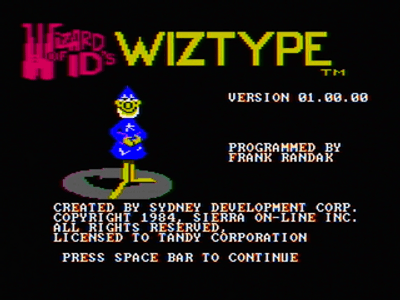 WIZARD
OF ID'S
WIZTYPE
TM
VERSION 01.00.00
PROGRAMMED BY
FRANK RANDAK
CREATED BY SYDNEY DEVELOPMENT CORP.
COPYRIGHT 1984, SIERRA ON-LINE INC.
ALL RIGHTS RESERVED,
LICENSED TO TANDY CORPORATION
PRESS SPACE BAR TO CONTINUE